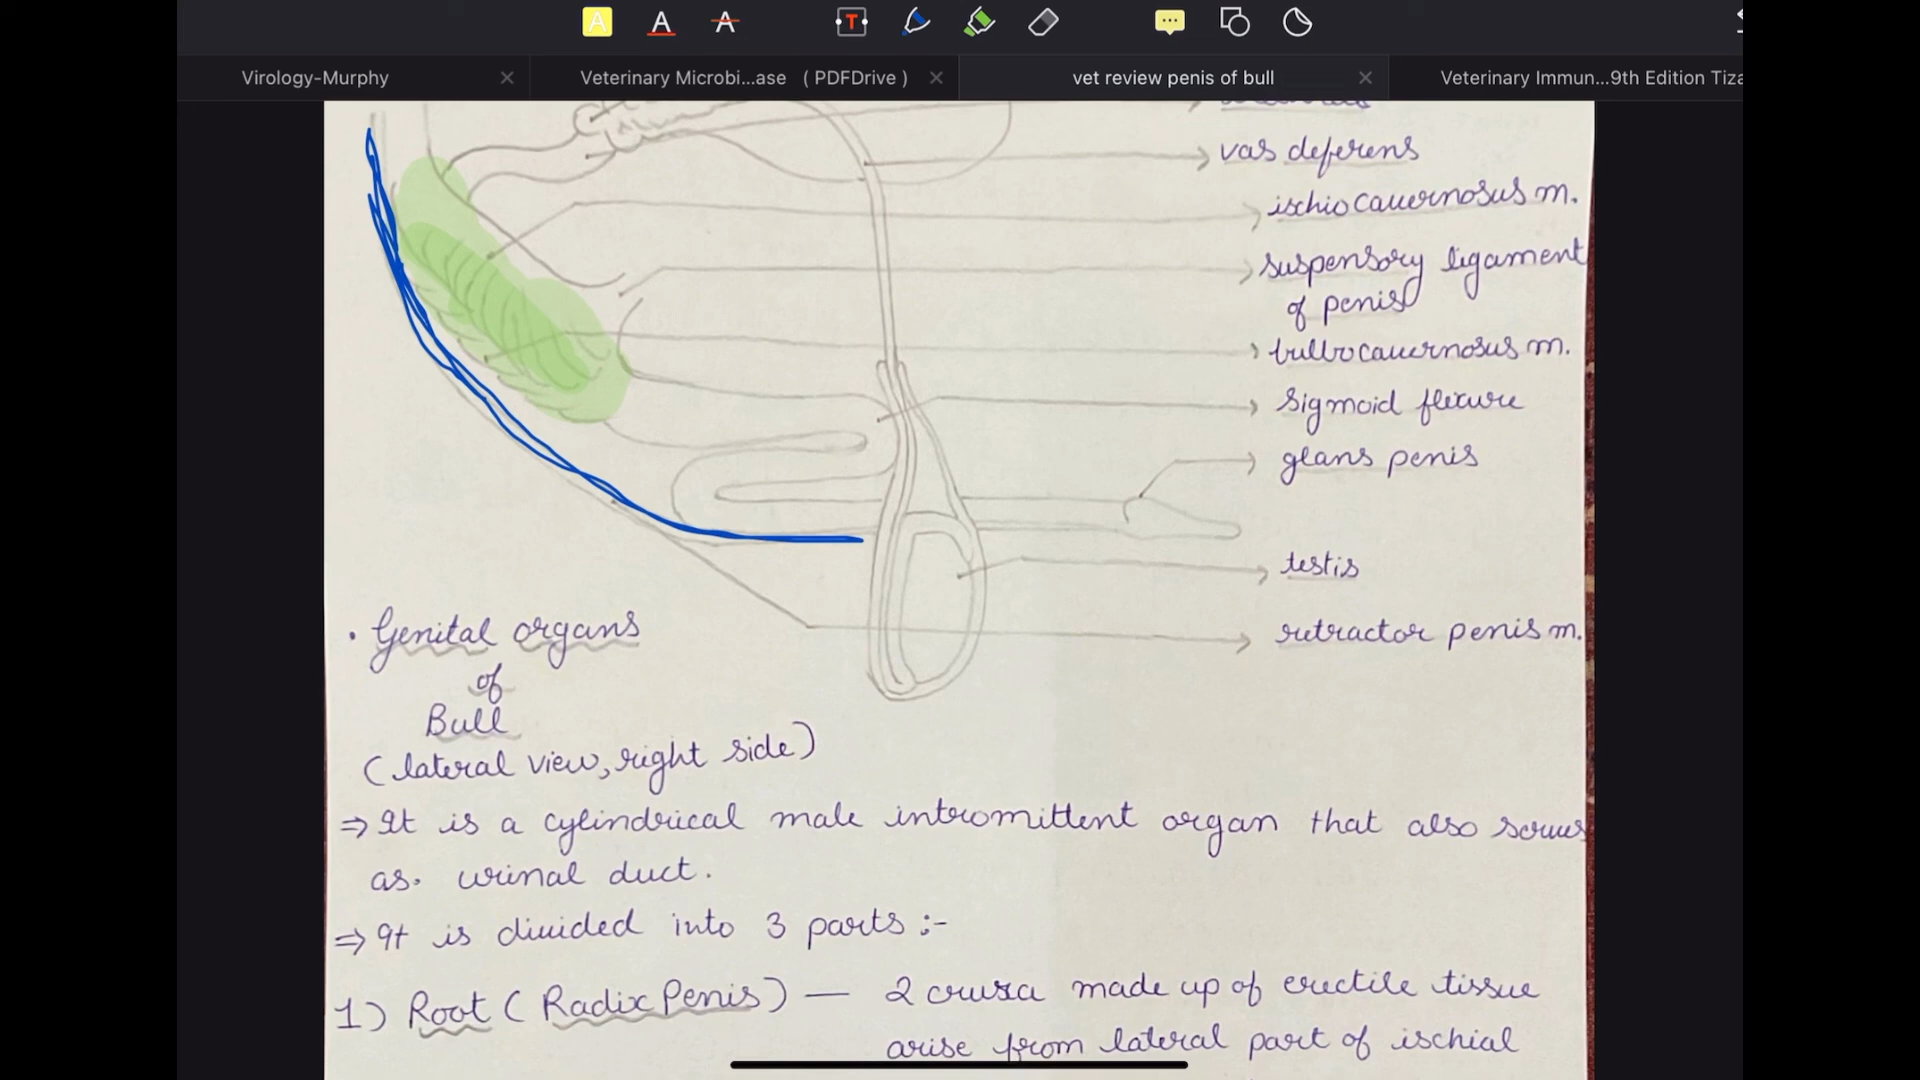 A A A T
Virology-Murphy
Veterinary Microbi...ase ( PDFDrive )
vet review penis of bull
Veterinary Immun...9th Edition Tiza
vas deferens
ischiocavernosus m.
suspensory ligament
of penis
bulbocavernosus m.
sigmoid flexure
glans penis
testis
retractor penis m.
• Genital organs
of
Bull
(lateral view, right side)
⇒ It is a cylindrical male intromittent organ that also serves
as. urinal duct.
⇒ It is divided into 3 parts :-
1) Root ( Radix Penis ) — 2 crura made up of erectile tissue
arise from lateral part of ischial